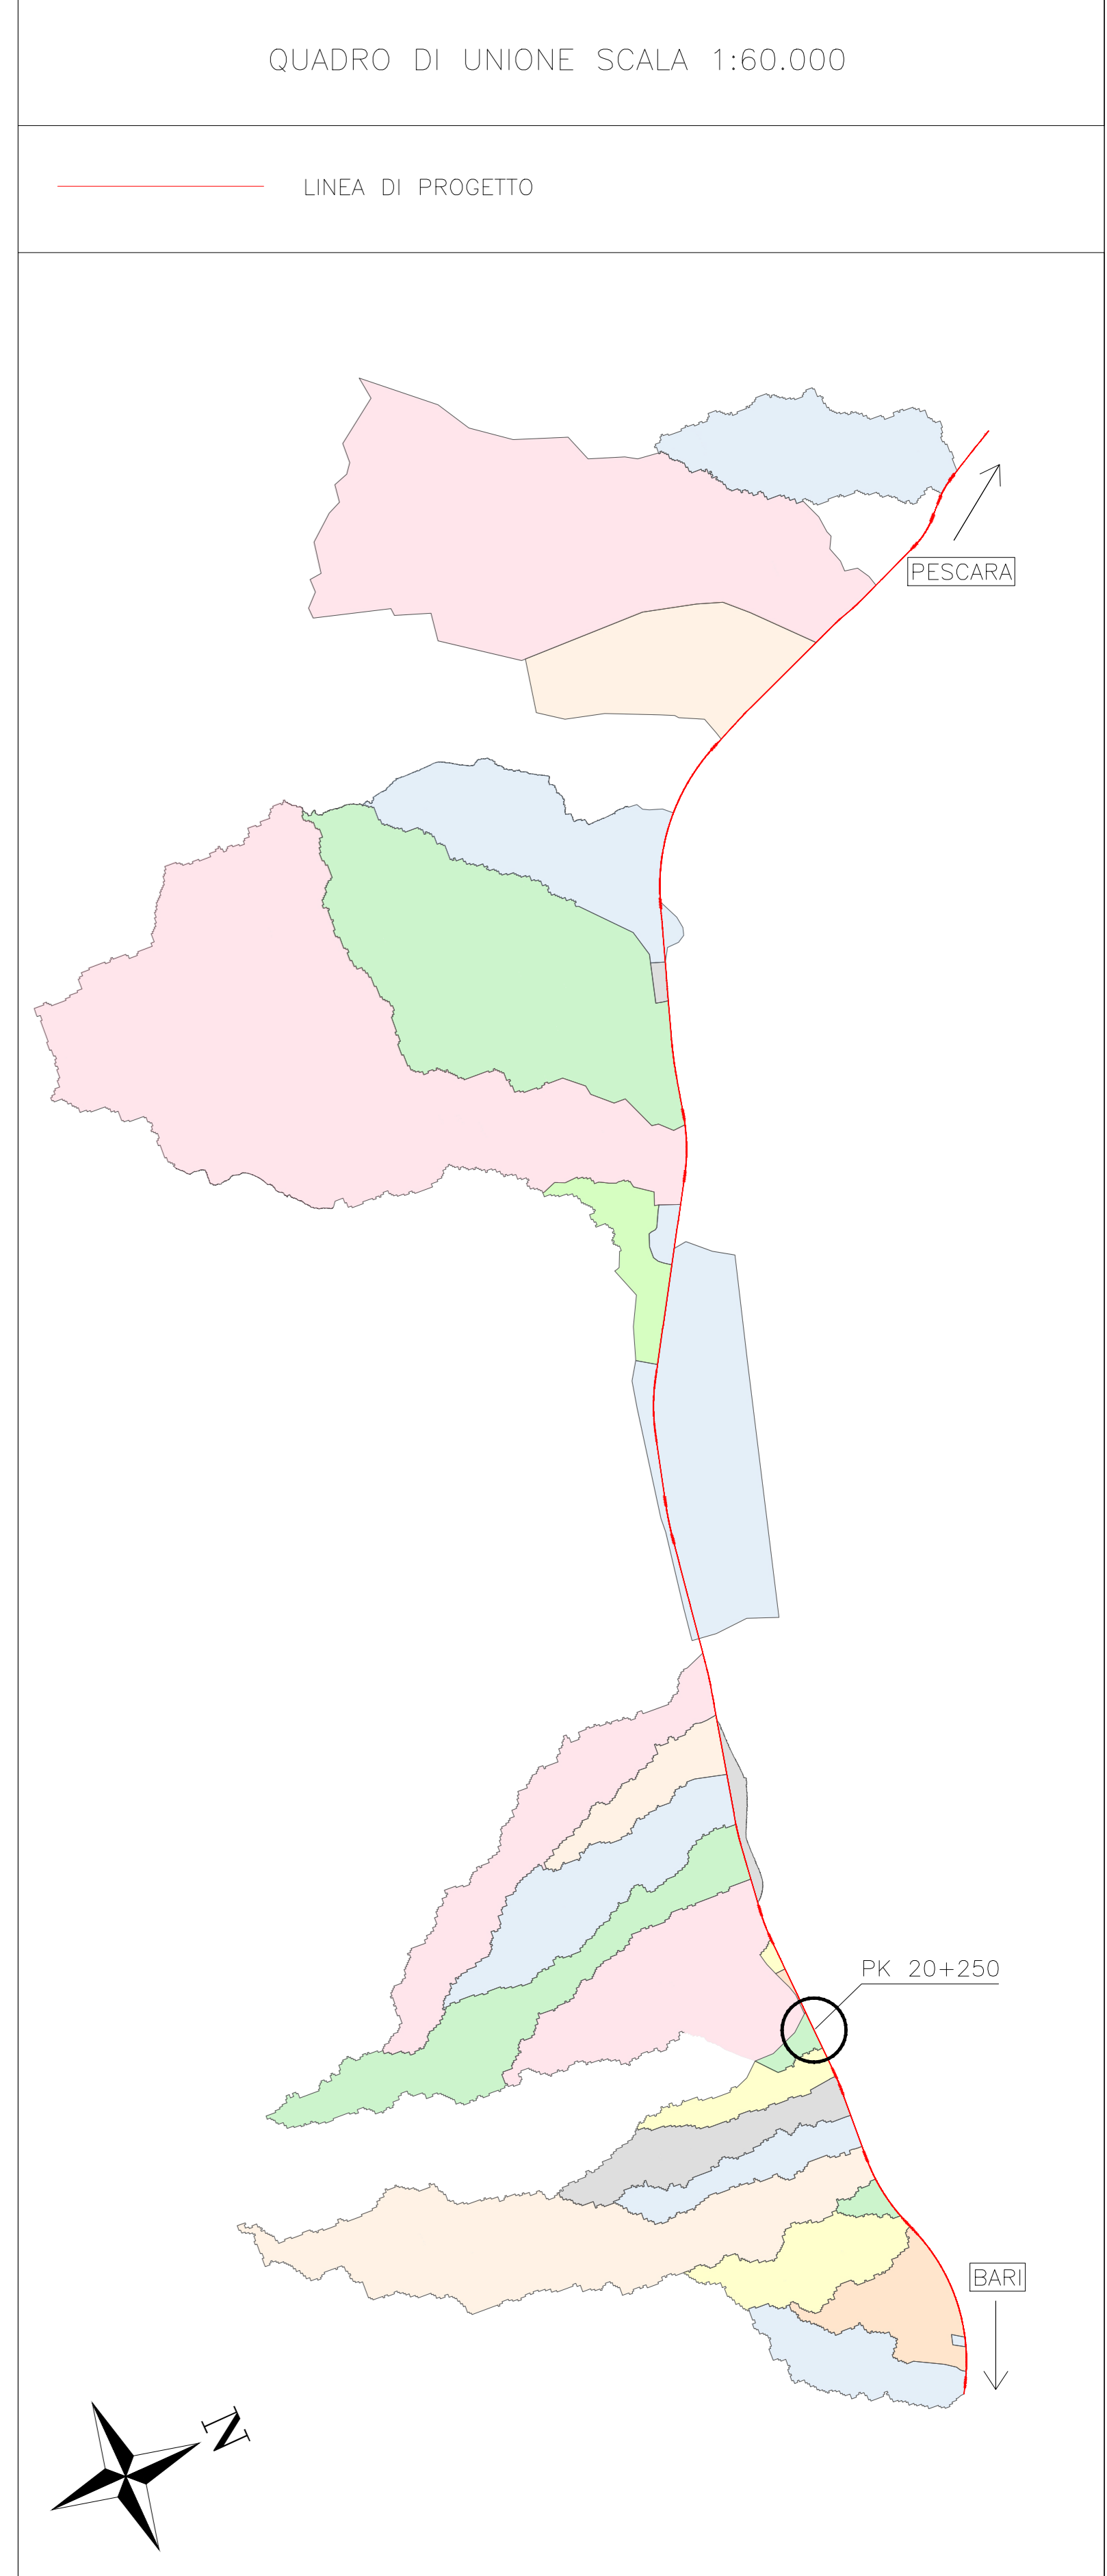 QUADRO DI UNIONE SCALA 1:60.000
LINEA DI PROGETTO
PESCARA
PK 20+250
BARI
N